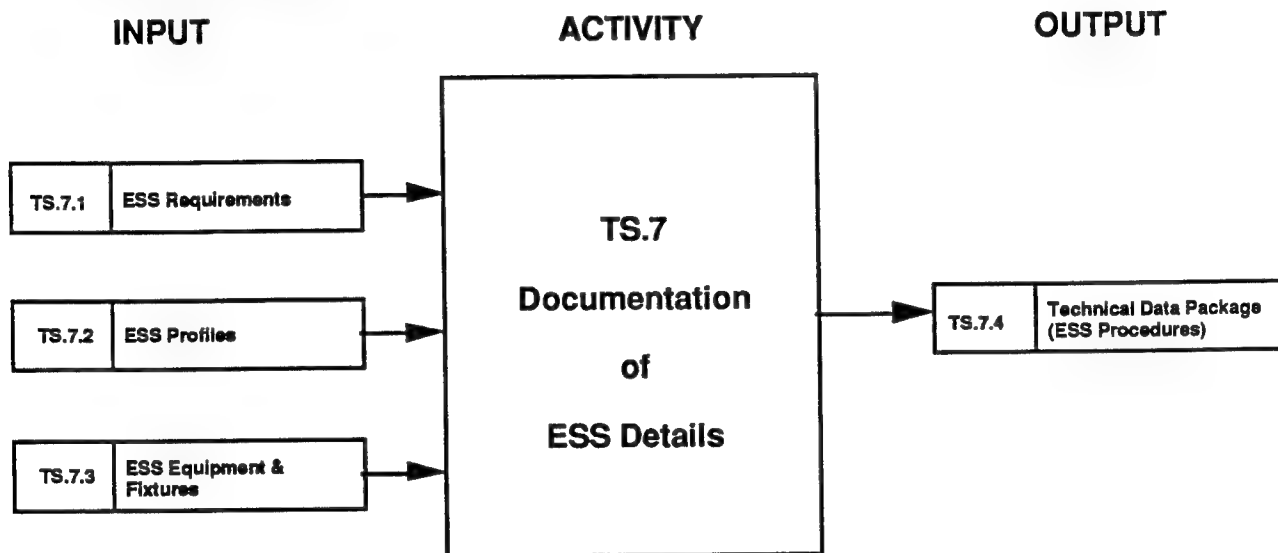 INPUT
ACTIVITY
OUTPUT
TS.7.1
ESS Requirements
TS.7.2
ESS Profiles
TS.7.3
ESS Equipment &
Fixtures
TS.7
Documentation
of
ESS Details
TS.7.4
Technical Data Package
(ESS Procedures)